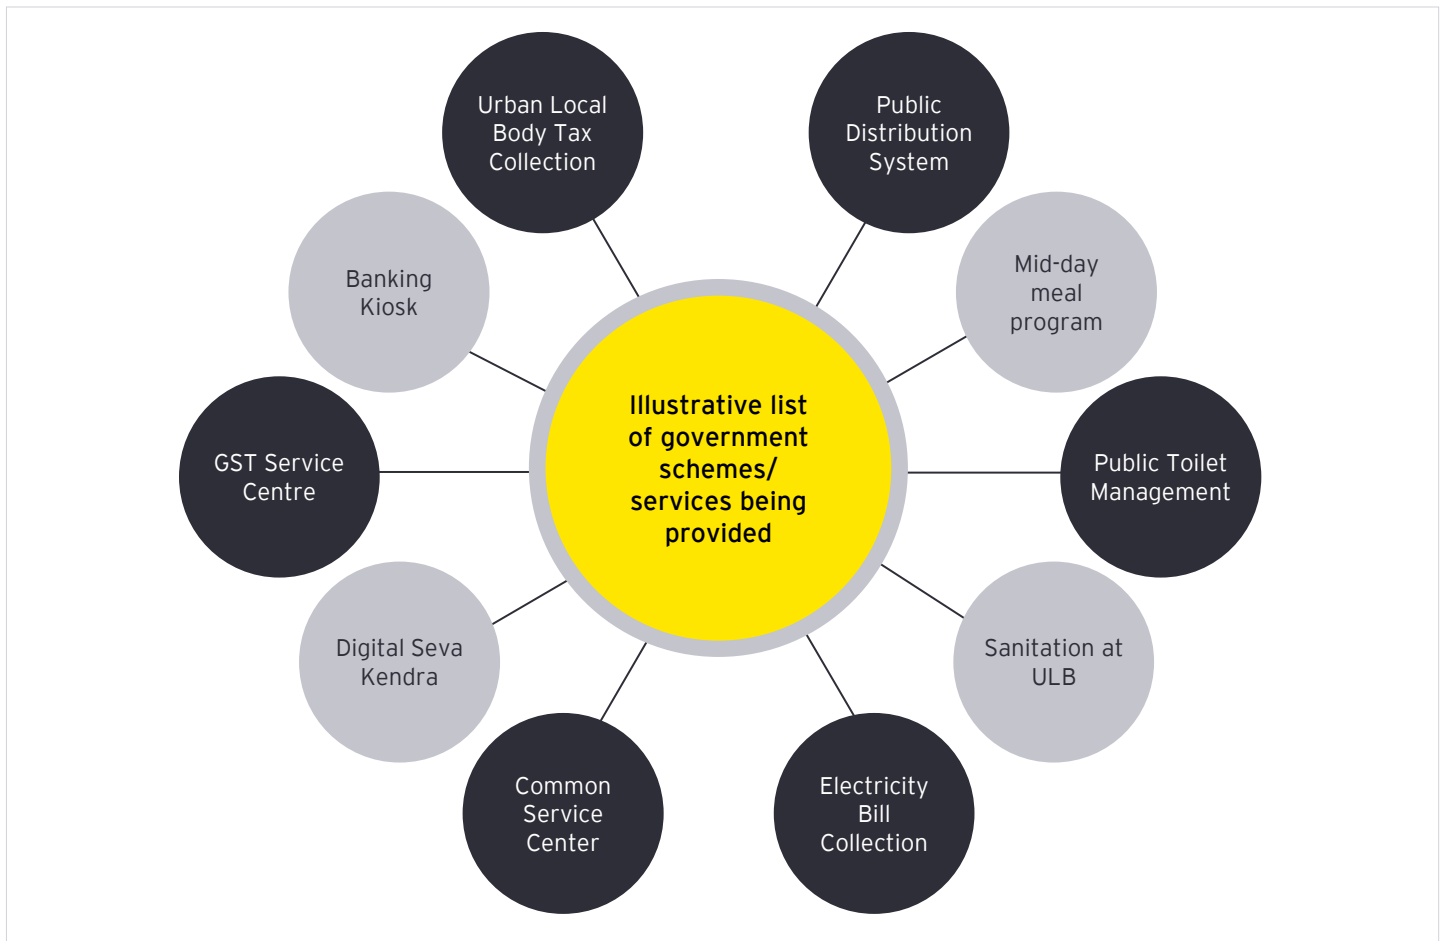 Urban Local
Body Tax
Collection
Public
Distribution
System
Banking
Kiosk
Mid-day
meal
program
GST Service
Centre
Illustrative list
of government
schemes/
services being
provided
Public Toilet
Management
Digital Seva
Kendra
Sanitation at
ULB
Common
Service
Center
Electricity
Bill
Collection